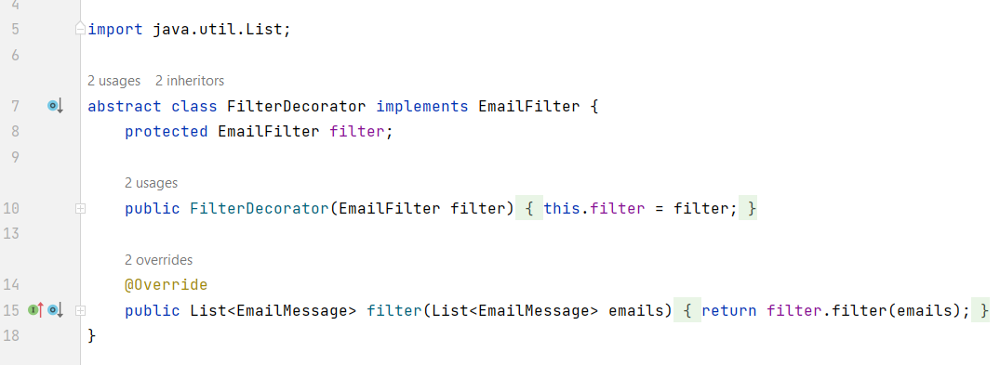 4
5 import java.util.List;
6
2 usages 2 inheritors
7 abstract class FilterDecorator implements EmailFilter {
8 protected EmailFilter filter;
9
2 usages
10 public FilterDecorator(EmailFilter filter) { this.filter = filter; }
13
2 overrides
14 @Override
15 public List<EmailMessage> filter(List<EmailMessage> emails) { return filter.filter(emails); }
18 }